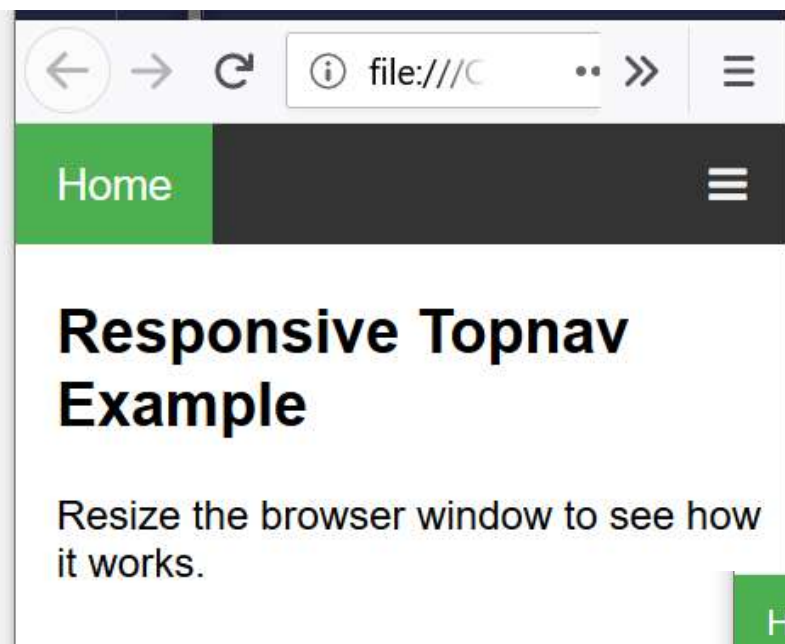 file:///C
Home
Responsive Topnav
Example
Resize the browser window to see how
it works.
H